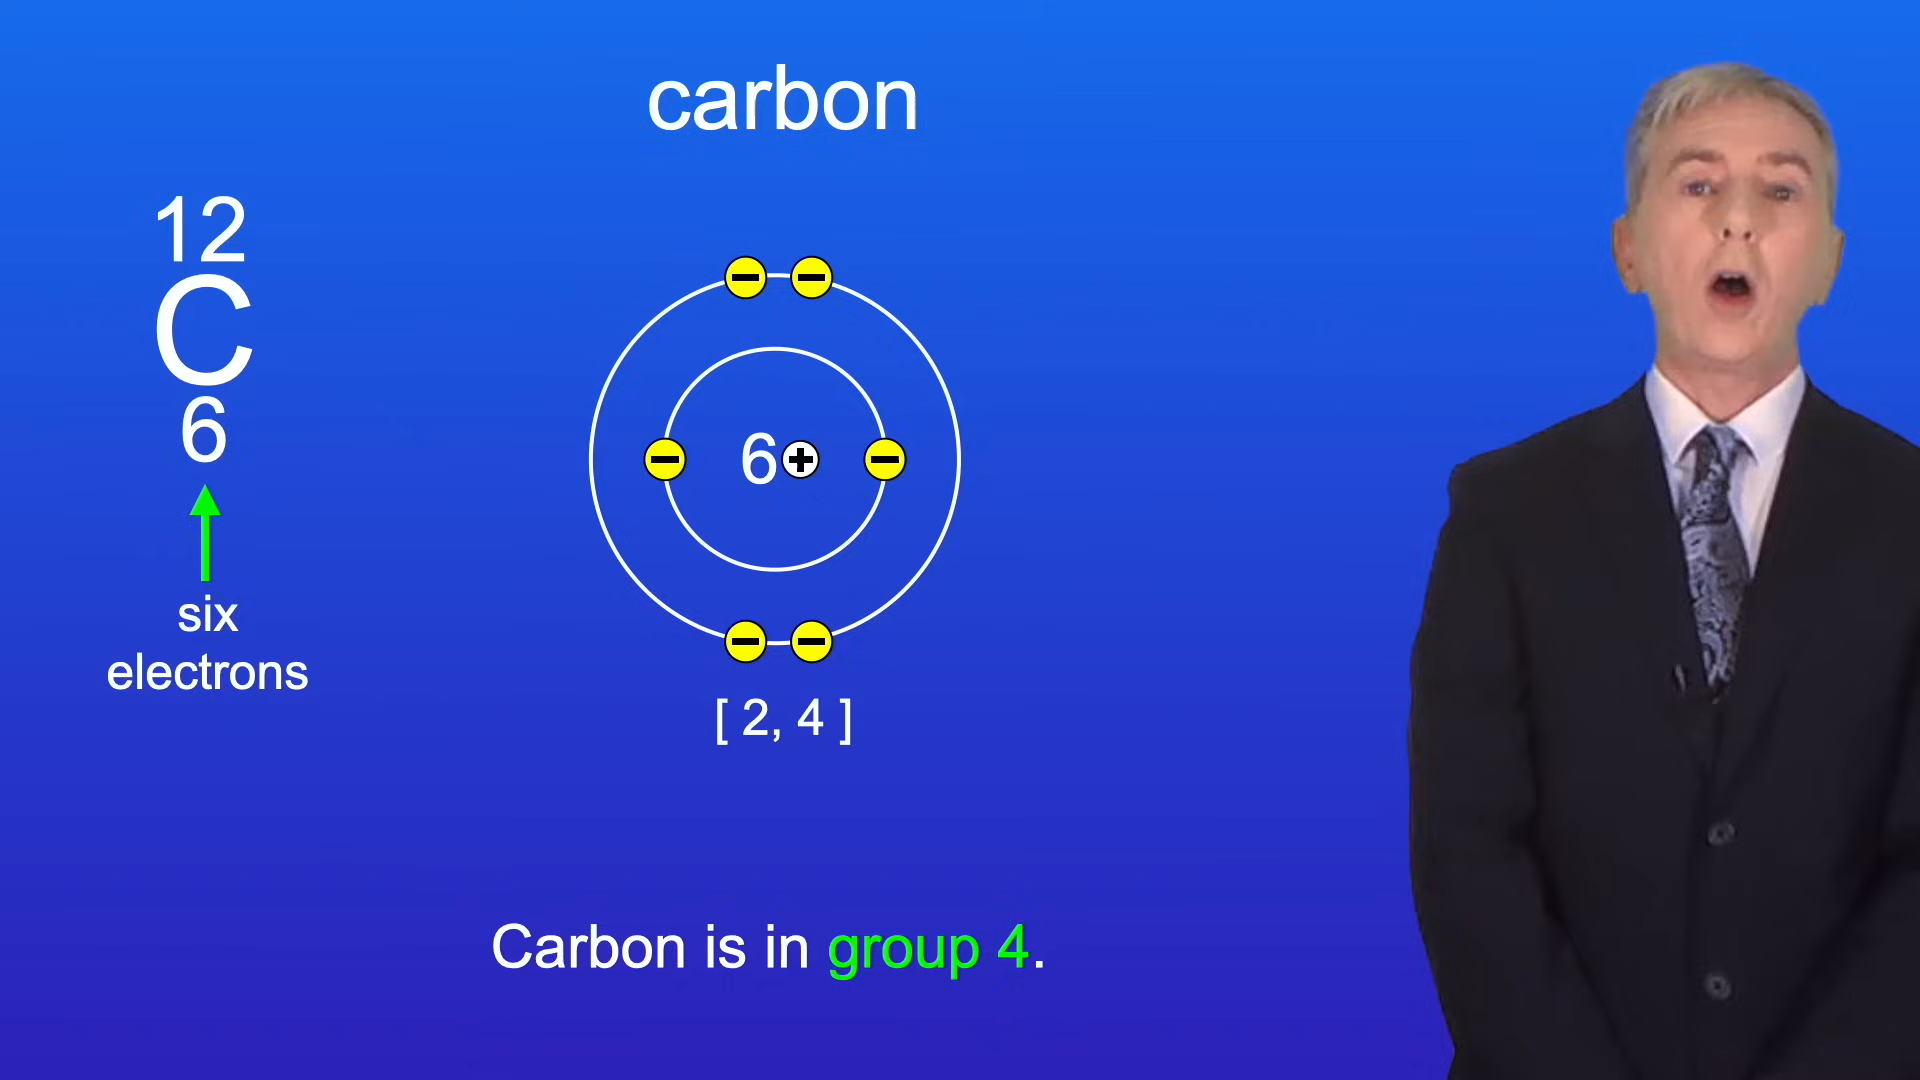 carbon
12
C
6
six
electrons
6+
[ 2, 4 ]
Carbon is in group 4.